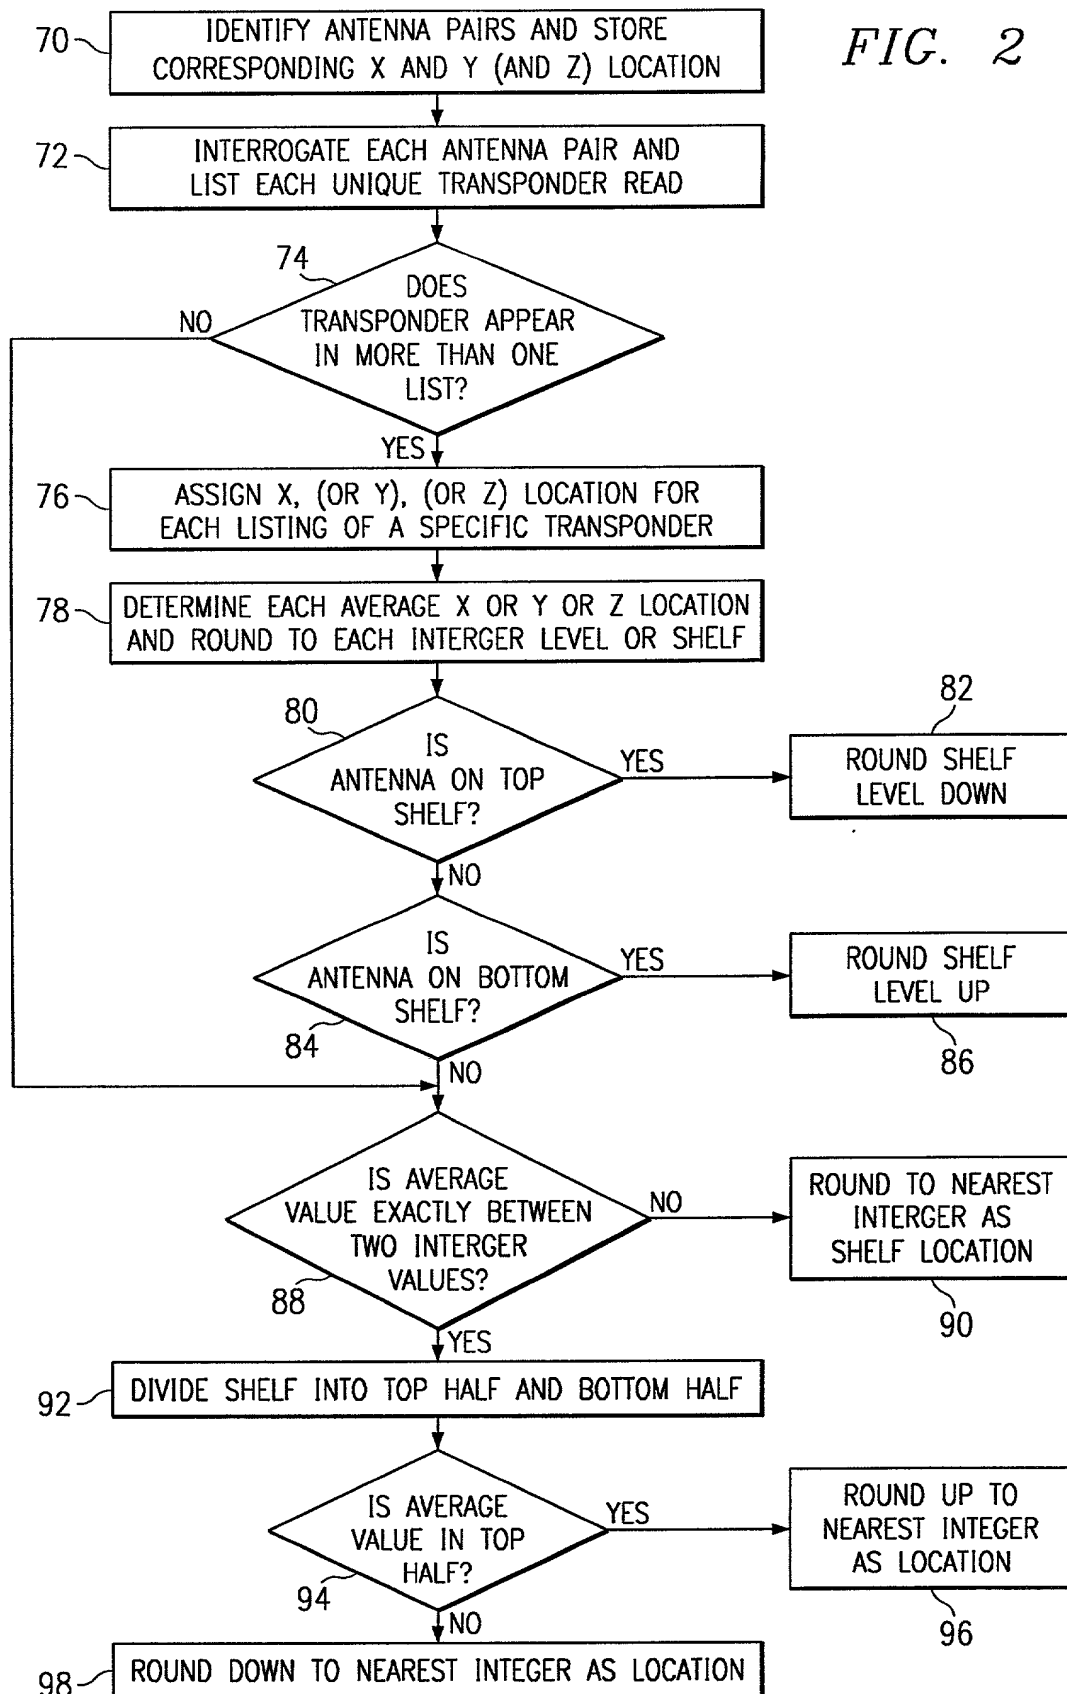 FIG. 2
70
IDENTIFY ANTENNA PAIRS AND STORE
CORRESPONDING X AND Y (AND Z) LOCATION
72
INTERROGATE EACH ANTENNA PAIR AND
LIST EACH UNIQUE TRANSPONDER READ
74
DOES
TRANSPONDER APPEAR
IN MORE THAN ONE
LIST?
NO
YES
76
ASSIGN X, (OR Y), (OR Z) LOCATION FOR
EACH LISTING OF A SPECIFIC TRANSPONDER
78
DETERMINE EACH AVERAGE X OR Y OR Z LOCATION
AND ROUND TO EACH INTERGER LEVEL OR SHELF
80
IS
ANTENNA ON TOP
SHELF?
YES
82
ROUND SHELF
LEVEL DOWN
NO
IS
ANTENNA ON BOTTOM
SHELF?
84
YES
ROUND SHELF
LEVEL UP
86
NO
IS AVERAGE
VALUE EXACTLY BETWEEN
TWO INTERGER
VALUES?
88
NO
ROUND TO NEAREST
INTERGER AS
SHELF LOCATION
90
YES
92
DIVIDE SHELF INTO TOP HALF AND BOTTOM HALF
IS AVERAGE
VALUE IN TOP
HALF?
94
YES
ROUND UP TO
NEAREST INTEGER
AS LOCATION
96
NO
98
ROUND DOWN TO NEAREST INTEGER AS LOCATION